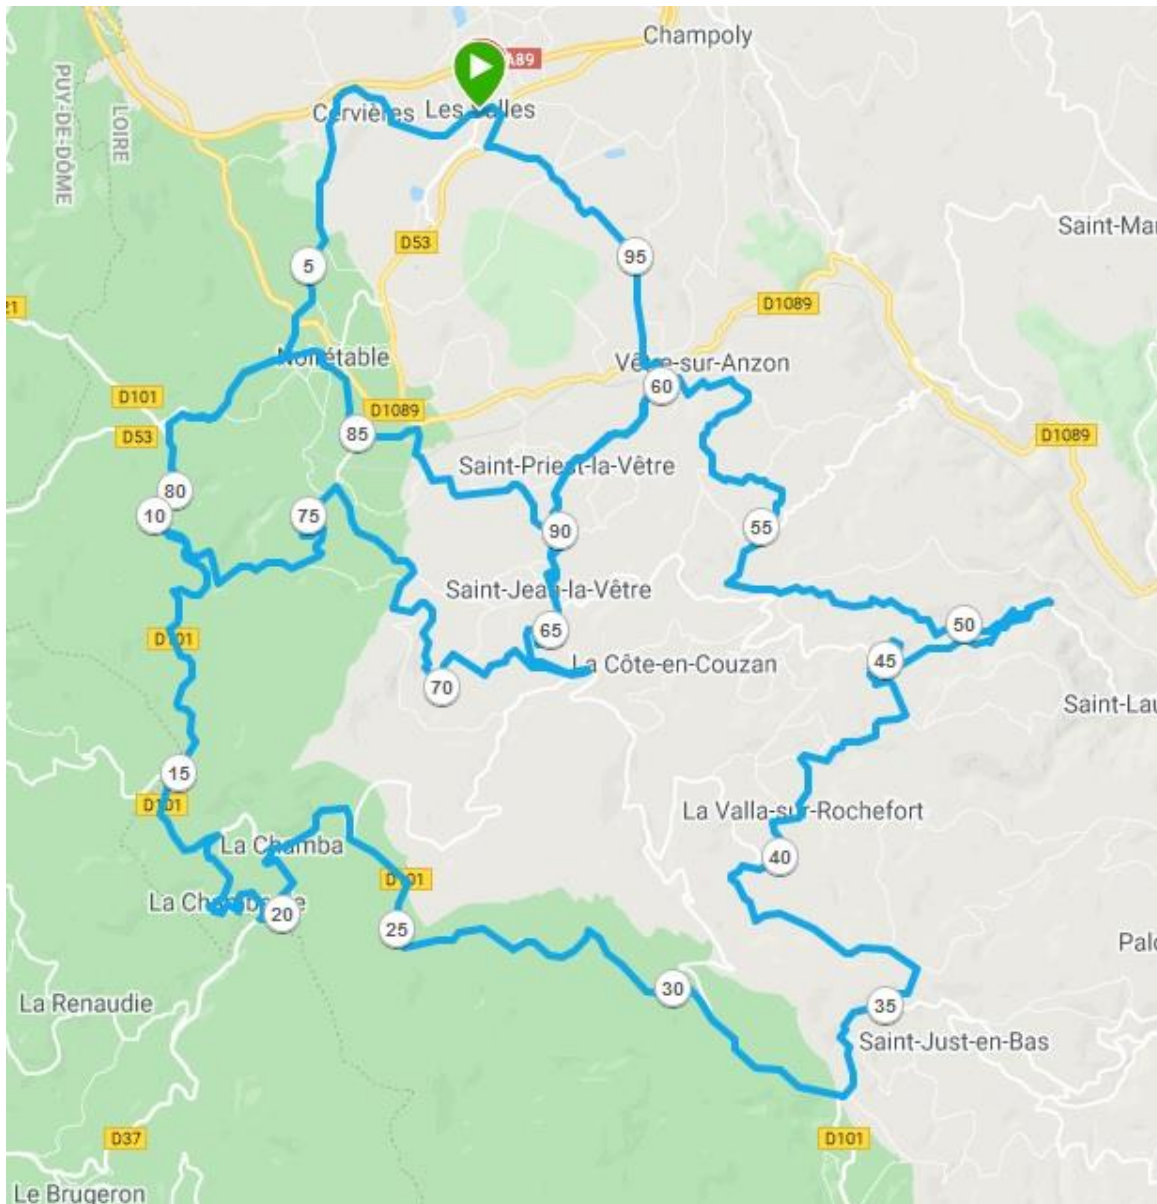 Champoly
A89
PUY-DE-DÔME
LOIRE
Cervières
Les Salles
Saint-Mar
D53
5
95
21
D1089
Noirétable
Vêtre-sur-Anzon
60
D101
D1089
D53
85
D1089
Saint-Priest-la-Vêtre
80
10
75
90
55
Saint-Jean-la-Vêtre
D101
65
50
45
La Côte-en-Couzan
70
Saint-Lau
15
D101
La Valla-sur-Rochefort
La Chamba
40
D101
La Chambonie
20
25
Palo
30
La Renaudie
35
Saint-Just-en-Bas
D37
D101
Le Brugeron